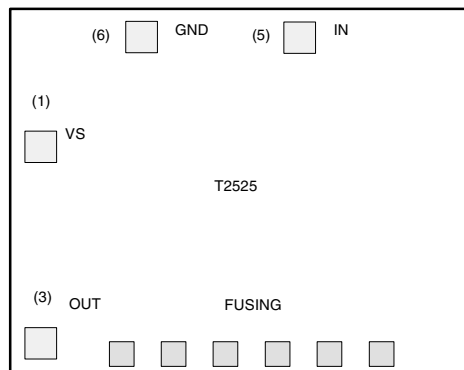 (6) GND (5) IN
(1)
VS
T2525
(3) OUT FUSING